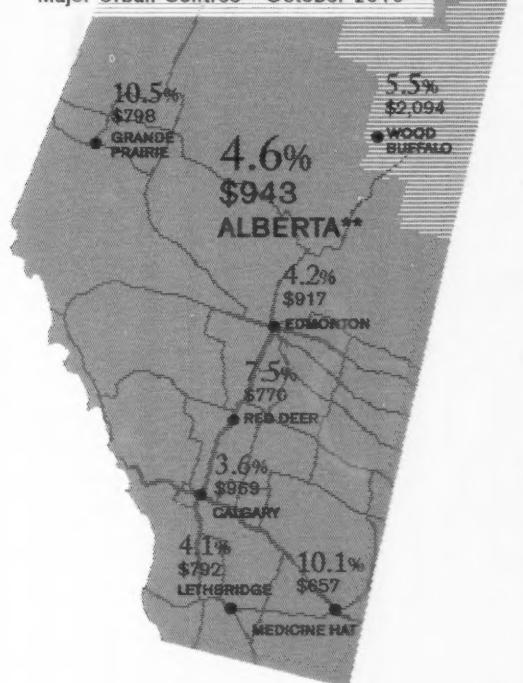 Major Urban Centres – October 2010
10.5%
$798
GRANDE
PRAIRIE
5.5%
$2,094
WOOD
BUFFALO
4.6%
$943
ALBERTA**
4.2%
$917
EDMONTON
7.5%
$770
RED DEER
3.6%
$969
CALGARY
4.1%
$792
LETHBRIDGE
10.1%
$657
MEDICINE HAT